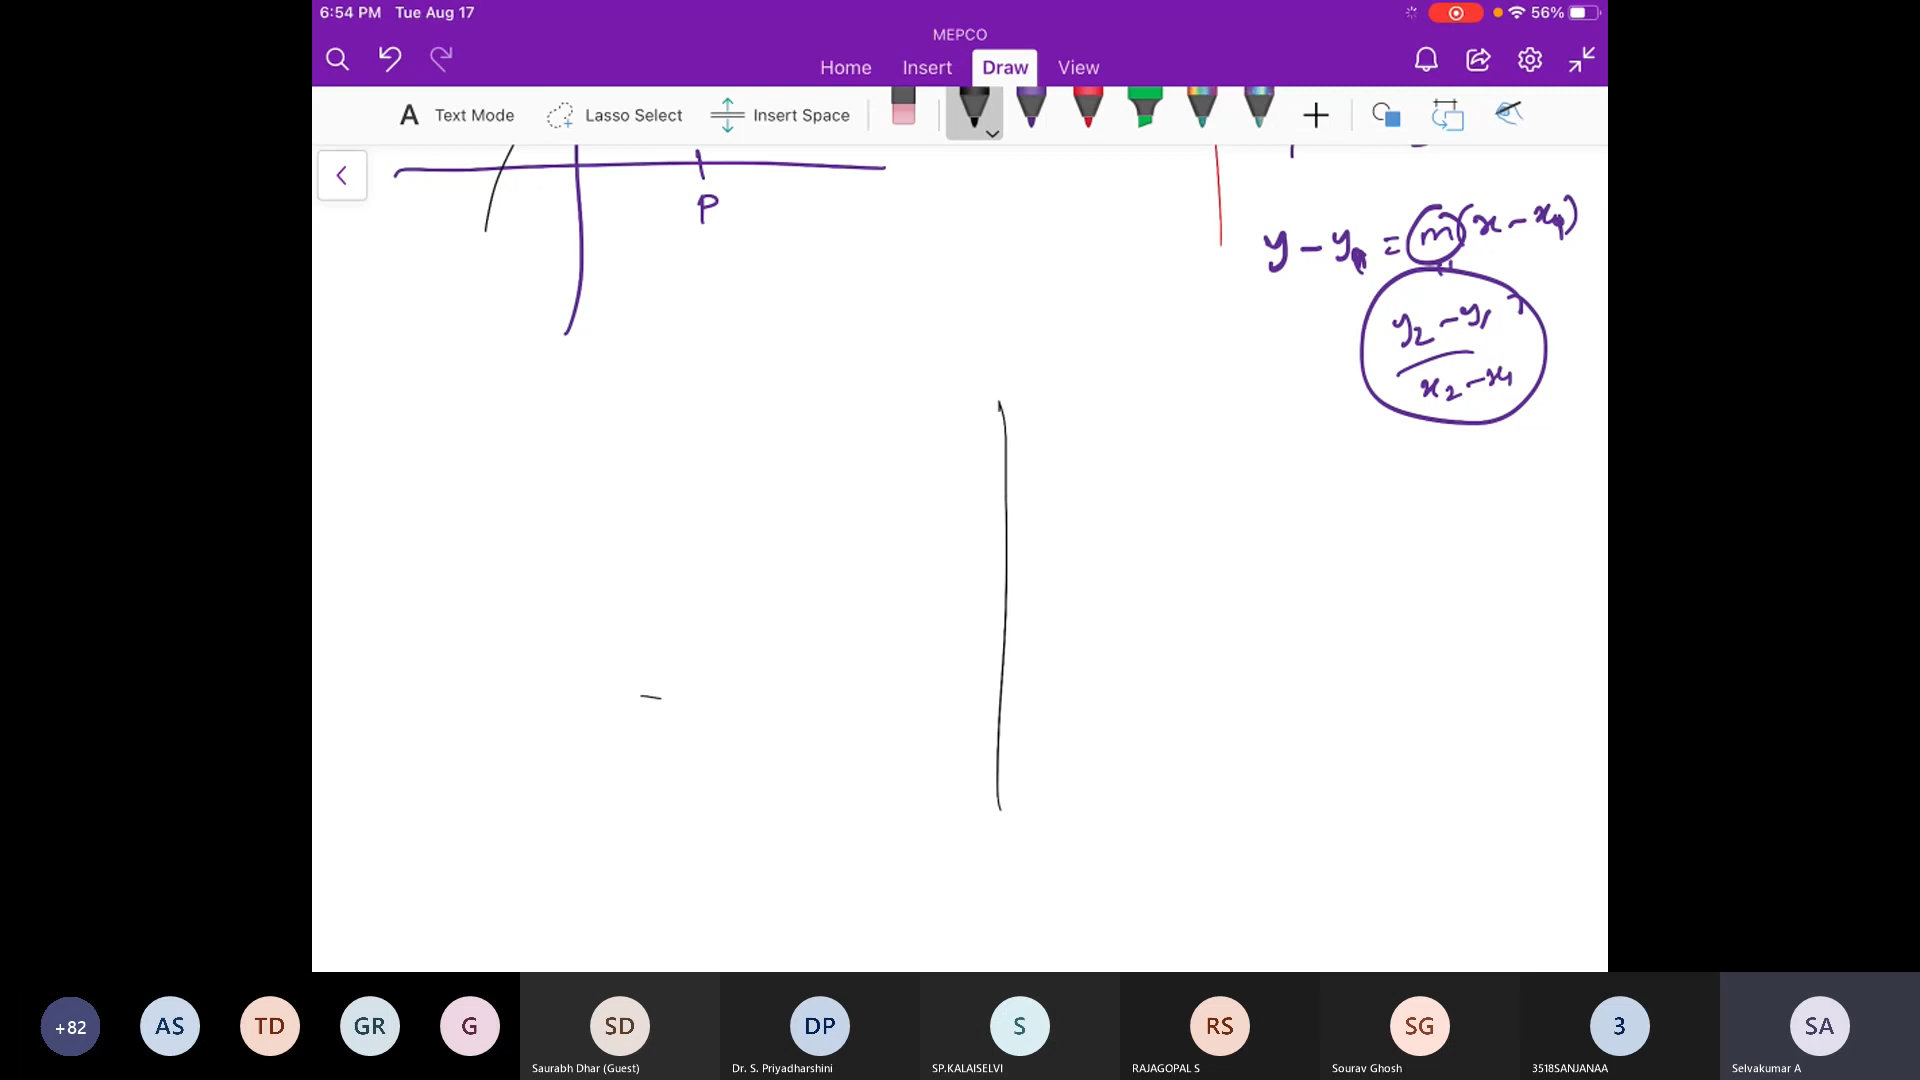 6:54 PM Tue Aug 17
56%
MEPCO
Home Insert Draw View
A Text Mode Lasso Select Insert Space
P
y - y₁ = m(x - x₁)
y₂ - y₁
x₂ - x₁
+82 AS TD GR G SD DP S RS SG 3 SA
Saurabh Dhar (Guest) Dr. S. Priyadharshini SP.KALAISELVI RAJAGOPAL S Sourav Ghosh 3518SANJANAA Selvakumar A